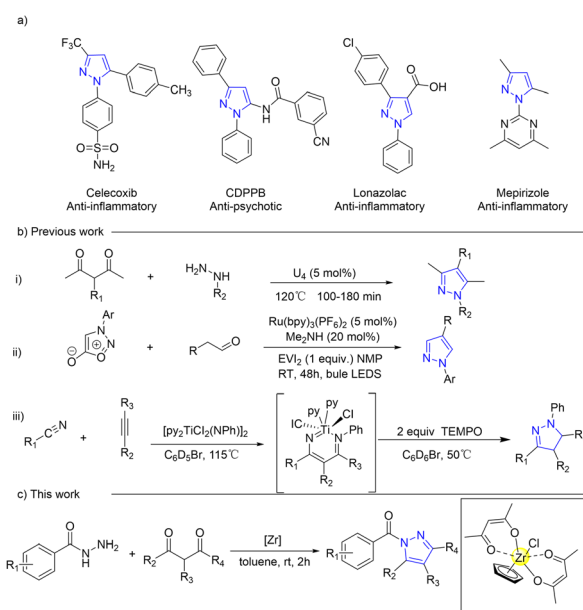 a)
F₃C
N
N
CH₃
O=S=O
NH₂
Celecoxib
Anti-inflammatory
N
N
O
NH
CN
CDPPB
Anti-psychotic
Cl
O
OH
N
N
Lonazolac
Anti-inflammatory
N
N
N
N
Mepirizole
Anti-inflammatory
b) Previous work
i)
O
O
R₁
+
H₂N
N
H
R₂
U₄ (5 mol%)
120℃ 100-180 min
R₁
N
N
R₂
ii)
Ar
N
N
O
O
+
R
O
Ru(bpy)₃(PF₆)₂ (5 mol%)
Me₂NH (20 mol%)
EVI₂ (1 equiv.) NMP
RT, 48h, bule LEDS
R
N
N
Ar
iii)
R₁
N
+
R₃
R₂
[py₂TiCl₂(NPh)]₂
C₆D₅Br, 115℃
py
py
Cl
Ti
Cl
N
N
Ph
R₁
R₂
R₃
2 equiv TEMPO
C₆D₆Br, 50℃
Ph
N
N
R₁
R₂
c) This work
R₁
O
N
H
NH₂
+
O
O
R₂
R₃
R₄
[Zr]
toluene, rt, 2h
R₁
O
N
N
R₂
R₃
R₄
O
O
Cl
Zr
O
O